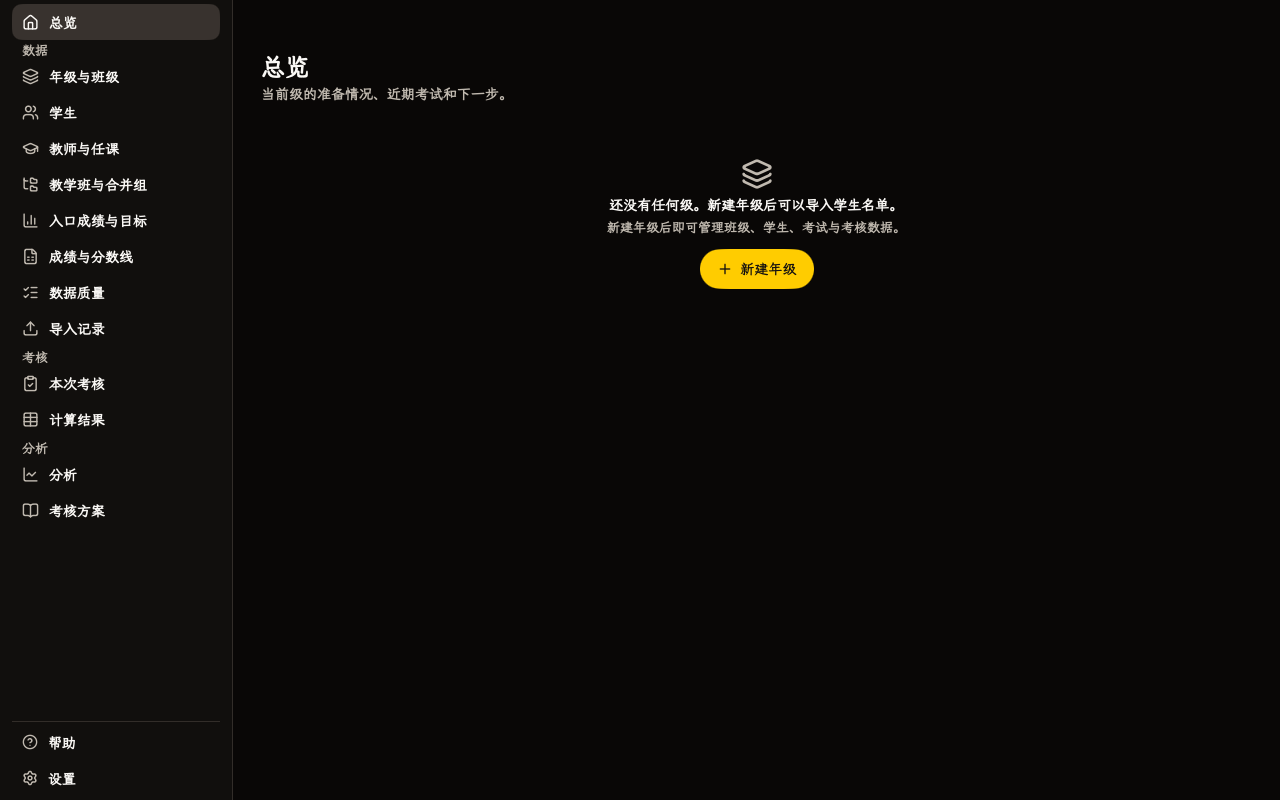 总览
数据
年级与班级
学生
教师与任课
教学班与合并组
入口成绩与目标
成绩与分数线
数据质量
导入记录
考核
本次考核
计算结果
分析
分析
考核方案
帮助
设置
总览
当前级的准备情况、近期考试和下一步。
还没有任何级。新建年级后可以导入学生名单。
新建年级后即可管理班级、学生、考试与考核数据。
新建年级